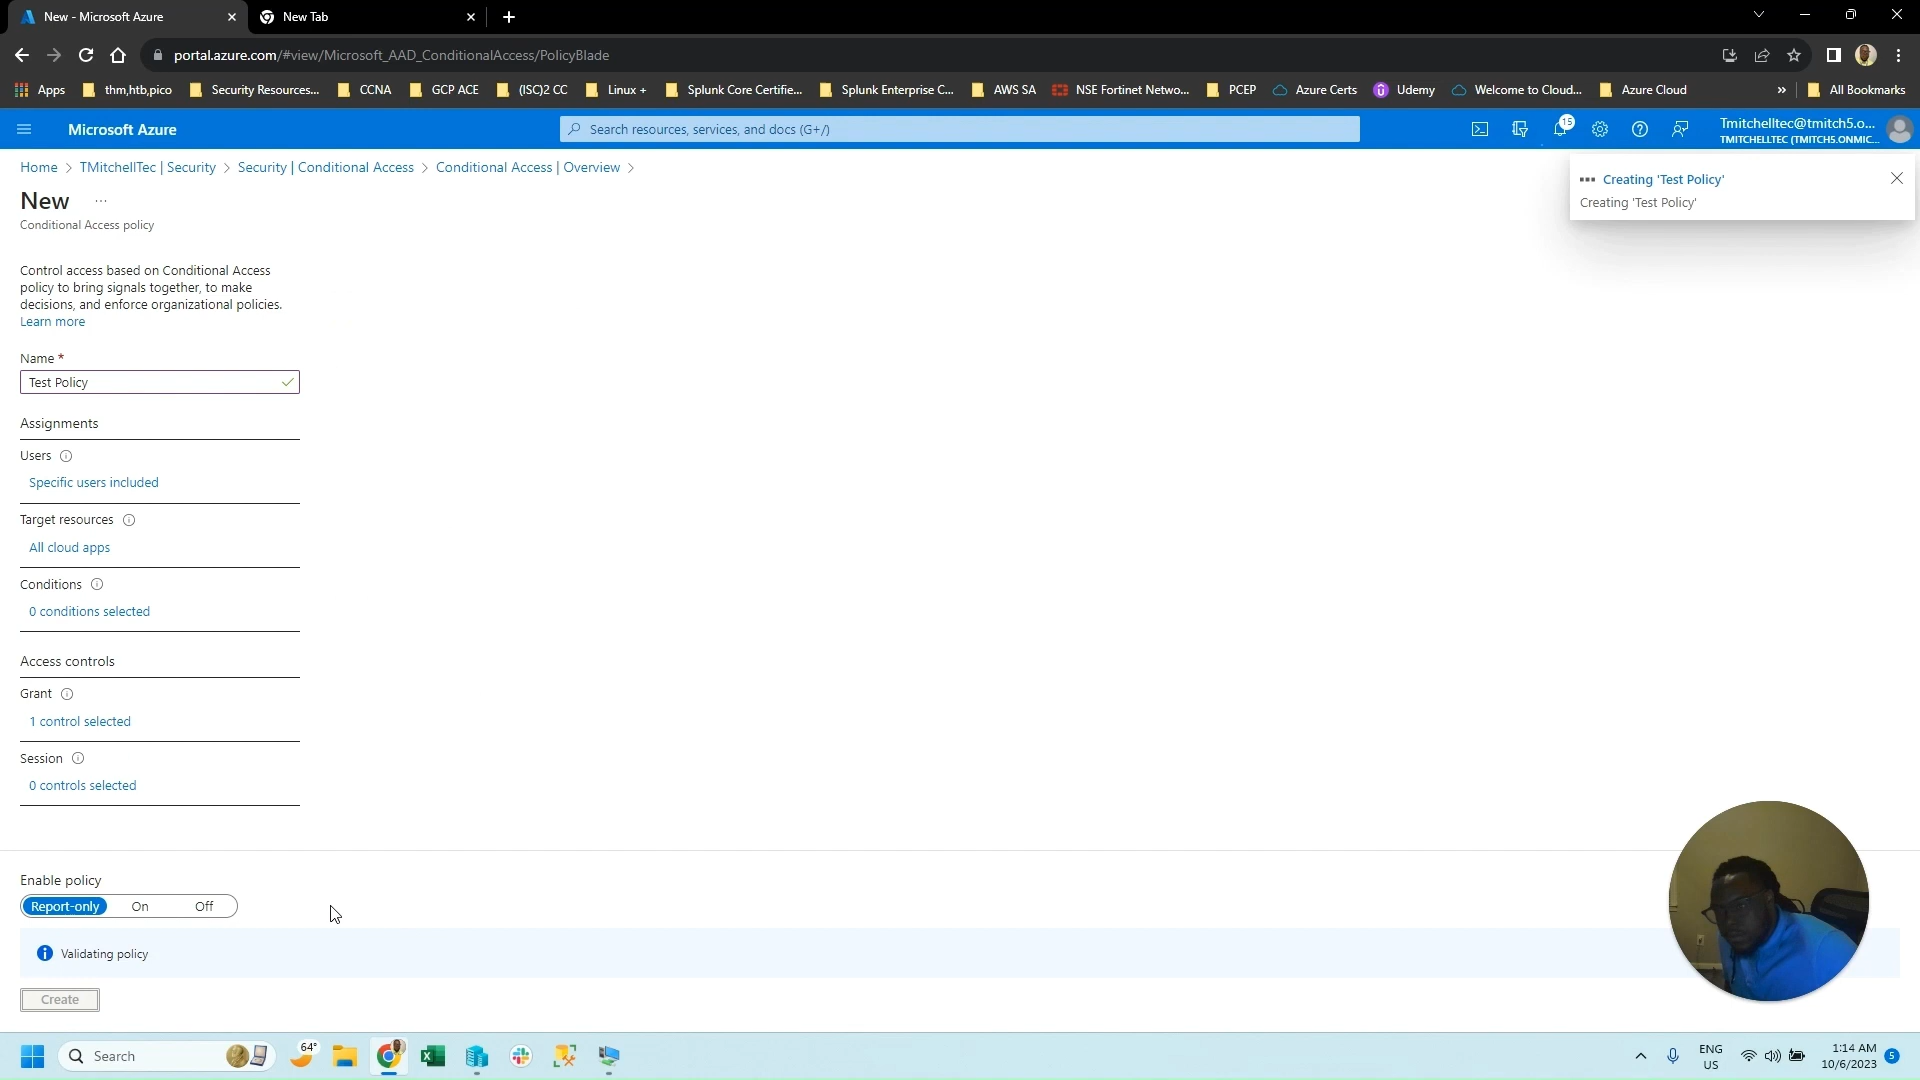 New - Microsoft Azure
New Tab
portal.azure.com/#view/Microsoft_AAD_ConditionalAccess/PolicyBlade
Apps
thm,htb,pico
Security Resources...
CCNA
GCP ACE
(ISC)2 CC
Linux +
Splunk Core Certifie...
Splunk Enterprise C...
AWS SA
NSE Fortinet Netwo...
PCEP
Azure Certs
Udemy
Welcome to Cloud...
Azure Cloud
»
All Bookmarks
Microsoft Azure
Search resources, services, and docs (G+/)
15
Tmitchelltec@tmitch5.o...
TMITCHELLTEC (TMITCH5.ONMIC...
Home > TMitchellTec | Security > Security | Conditional Access > Conditional Access | Overview >
New ...
Conditional Access policy
Creating 'Test Policy'
Creating 'Test Policy'
Control access based on Conditional Access
policy to bring signals together, to make
decisions, and enforce organizational policies.
Learn more
Name *
Test Policy
Assignments
Users
Specific users included
Target resources
All cloud apps
Conditions
0 conditions selected
Access controls
Grant
1 control selected
Session
0 controls selected
Enable policy
Report-only On Off
Validating policy
Create
Search
64°
ENG
US
1:14 AM
10/6/2023
5